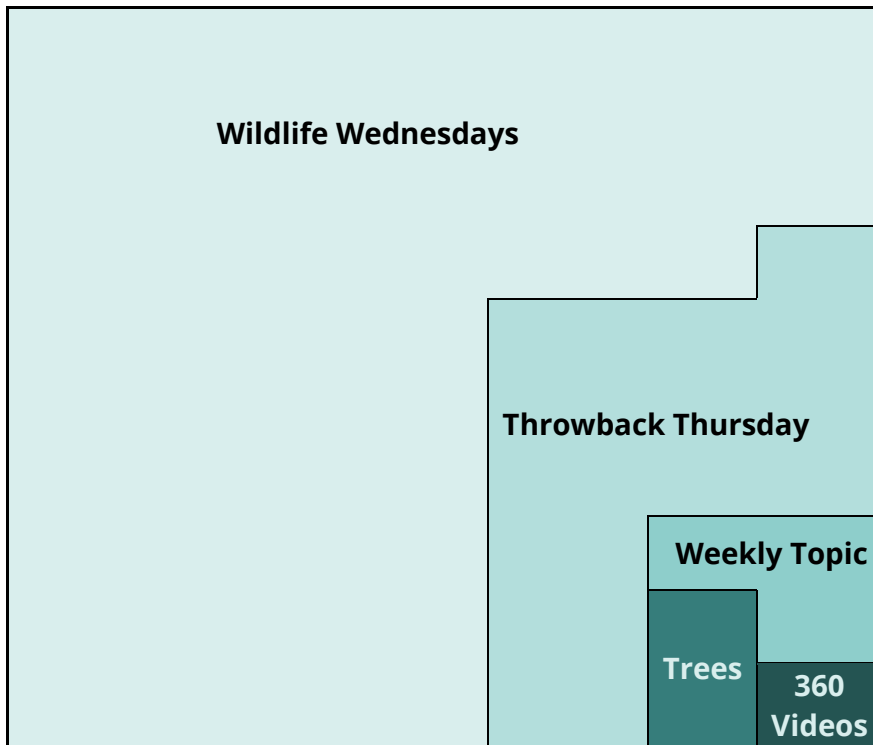 Wildlife Wednesdays
Throwback Thursday
Weekly Topic
Trees
360
Videos